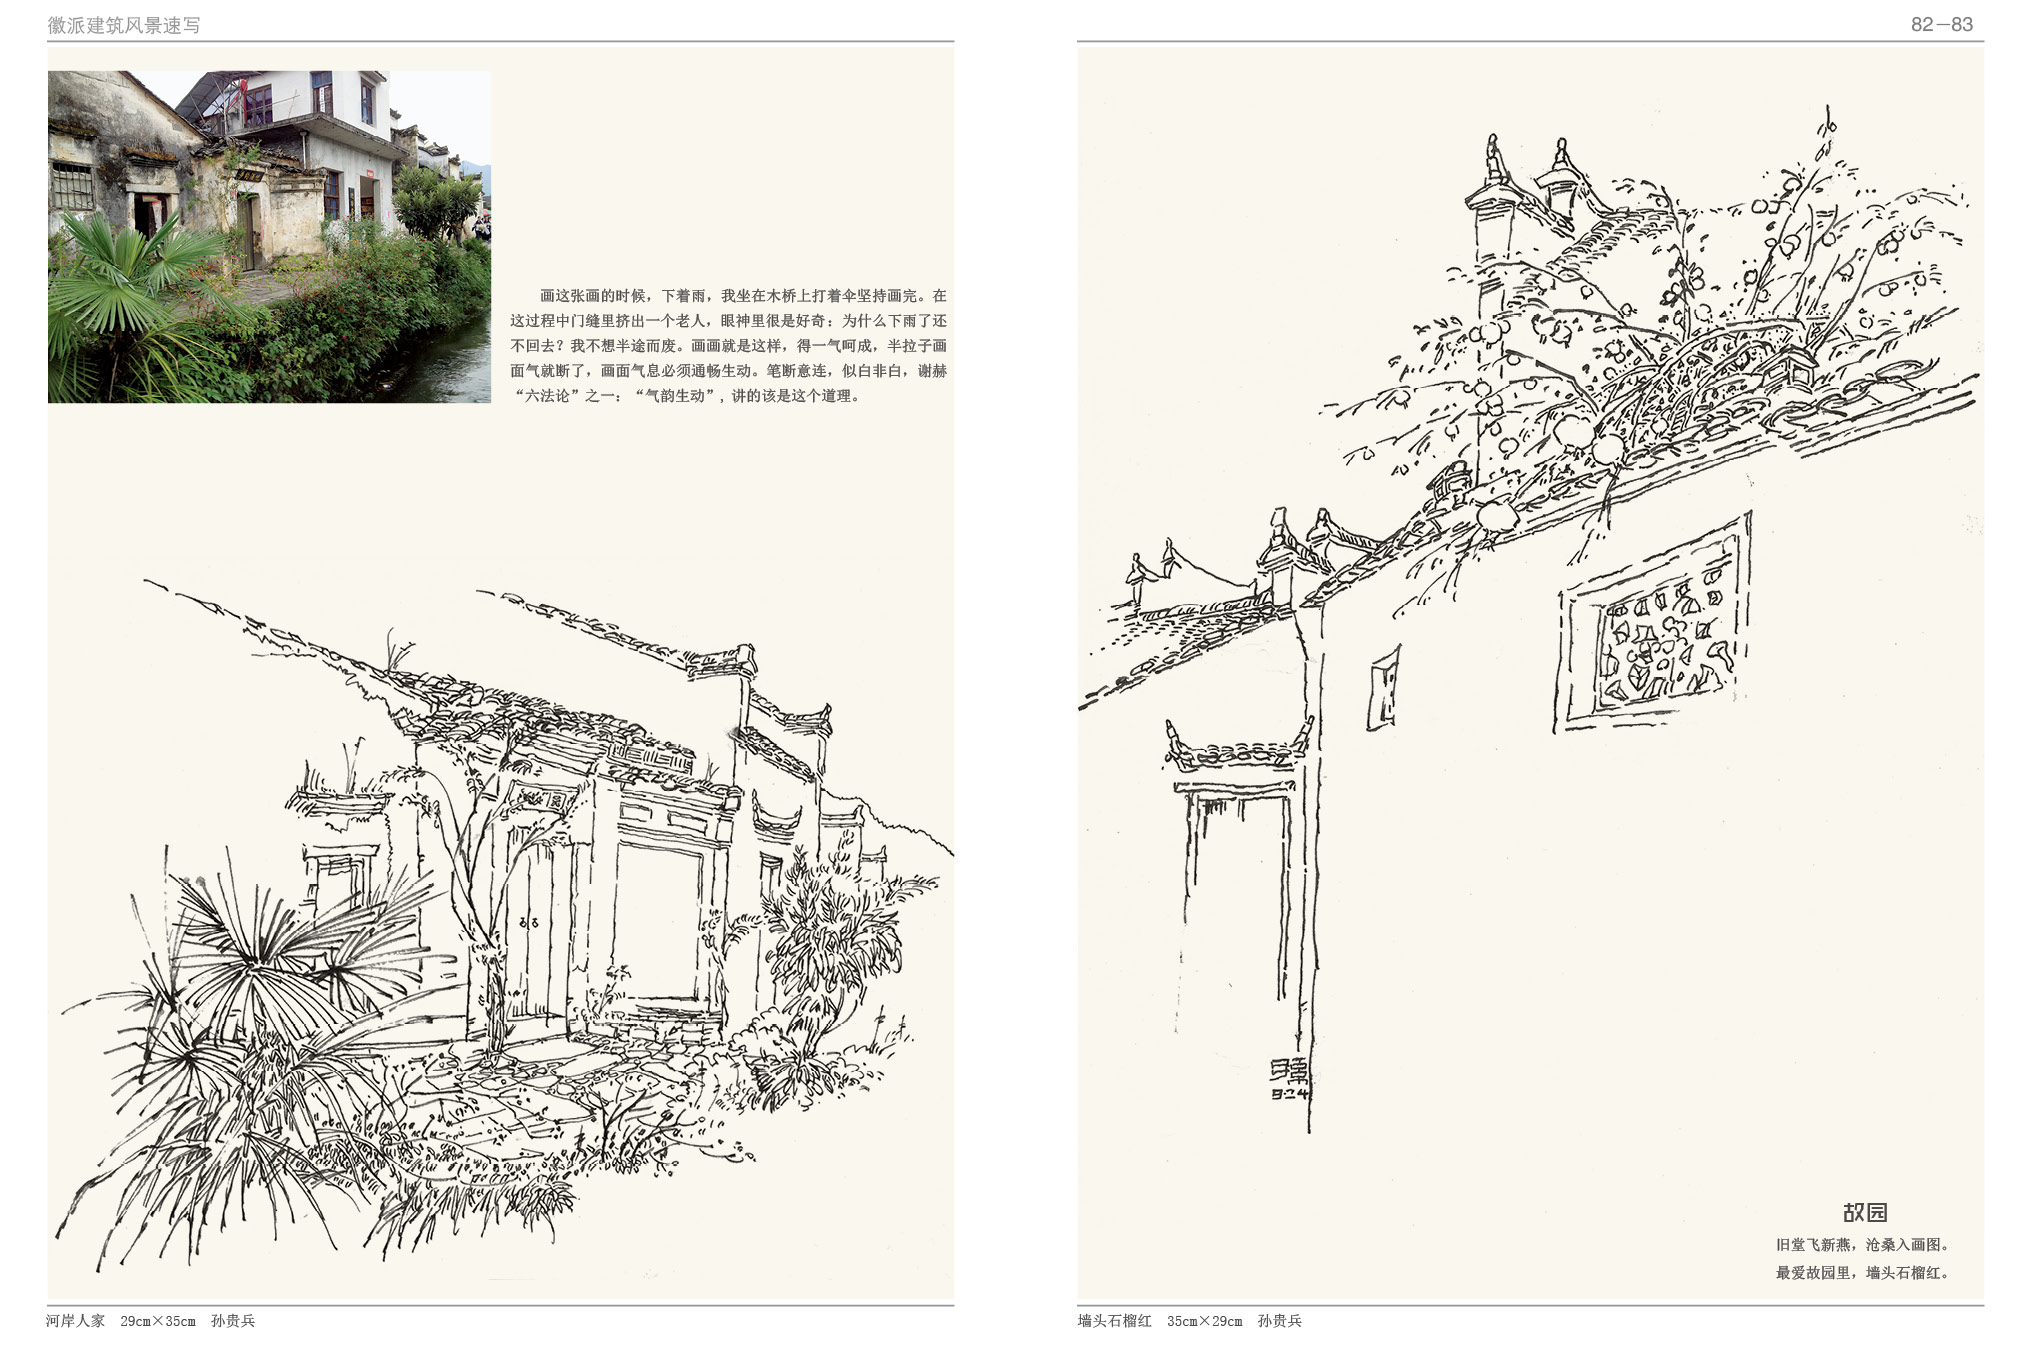 徽派建筑风景速写
82—83
画这张画的时候，下着雨，我坐在木桥上打着伞坚持画完。在
这过程中门缝里挤出一个老人，眼神里很是好奇：为什么下雨了还
不回去？我不想半途而废。画画就是这样，得一气呵成，半拉子画
面气就断了，画面气息必须通畅生动。笔断意连，似白非白，谢赫
“六法论”之一：“气韵生动”, 讲的该是这个道理。
9·24
故园
旧堂飞新燕，沧桑入画图。
最爱故园里，墙头石榴红。
河岸人家 29cm×35cm 孙贵兵
墙头石榴红 35cm×29cm 孙贵兵